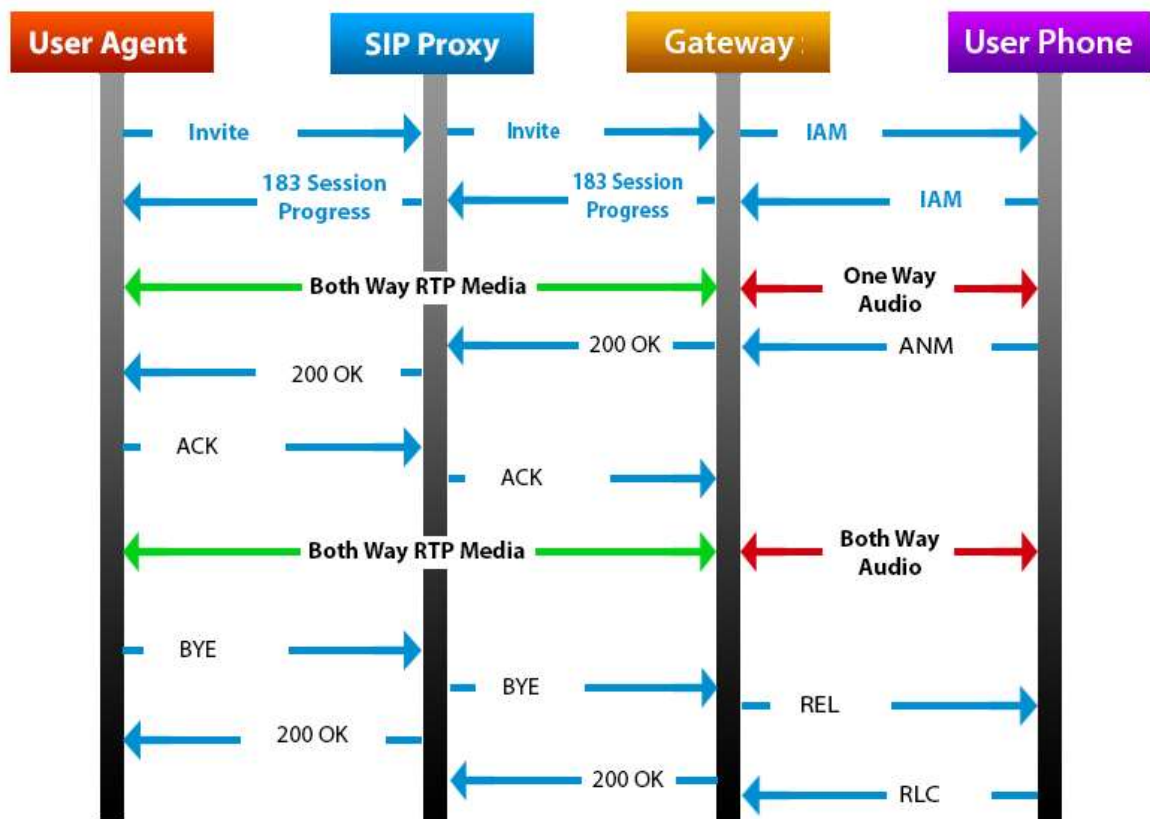 User Agent
SIP Proxy
Gateway :
User Phone
Invite
Invite
IAM
183 Session
Progress
183 Session
Progress
IAM
Both Way RTP Media
One Way
Audio
200 OK
ANM
200 OK
ACK
ACK
Both Way RTP Media
Both Way
Audio
BYE
BYE
REL
200 OK
200 OK
RLC